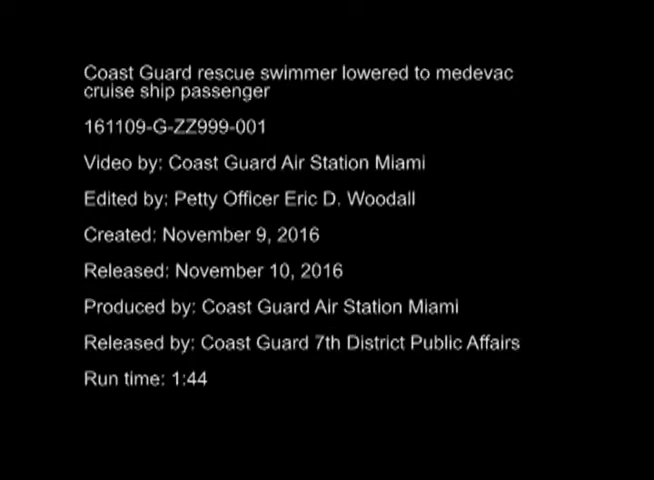 Coast Guard rescue swimmer lowered to medevac
cruise ship passenger
161109-G-ZZ999-001
Video by: Coast Guard Air Station Miami
Edited by: Petty Officer Eric D. Woodall
Created: November 9, 2016
Released: November 10, 2016
Produced by: Coast Guard Air Station Miami
Released by: Coast Guard 7th District Public Affairs
Run time: 1:44